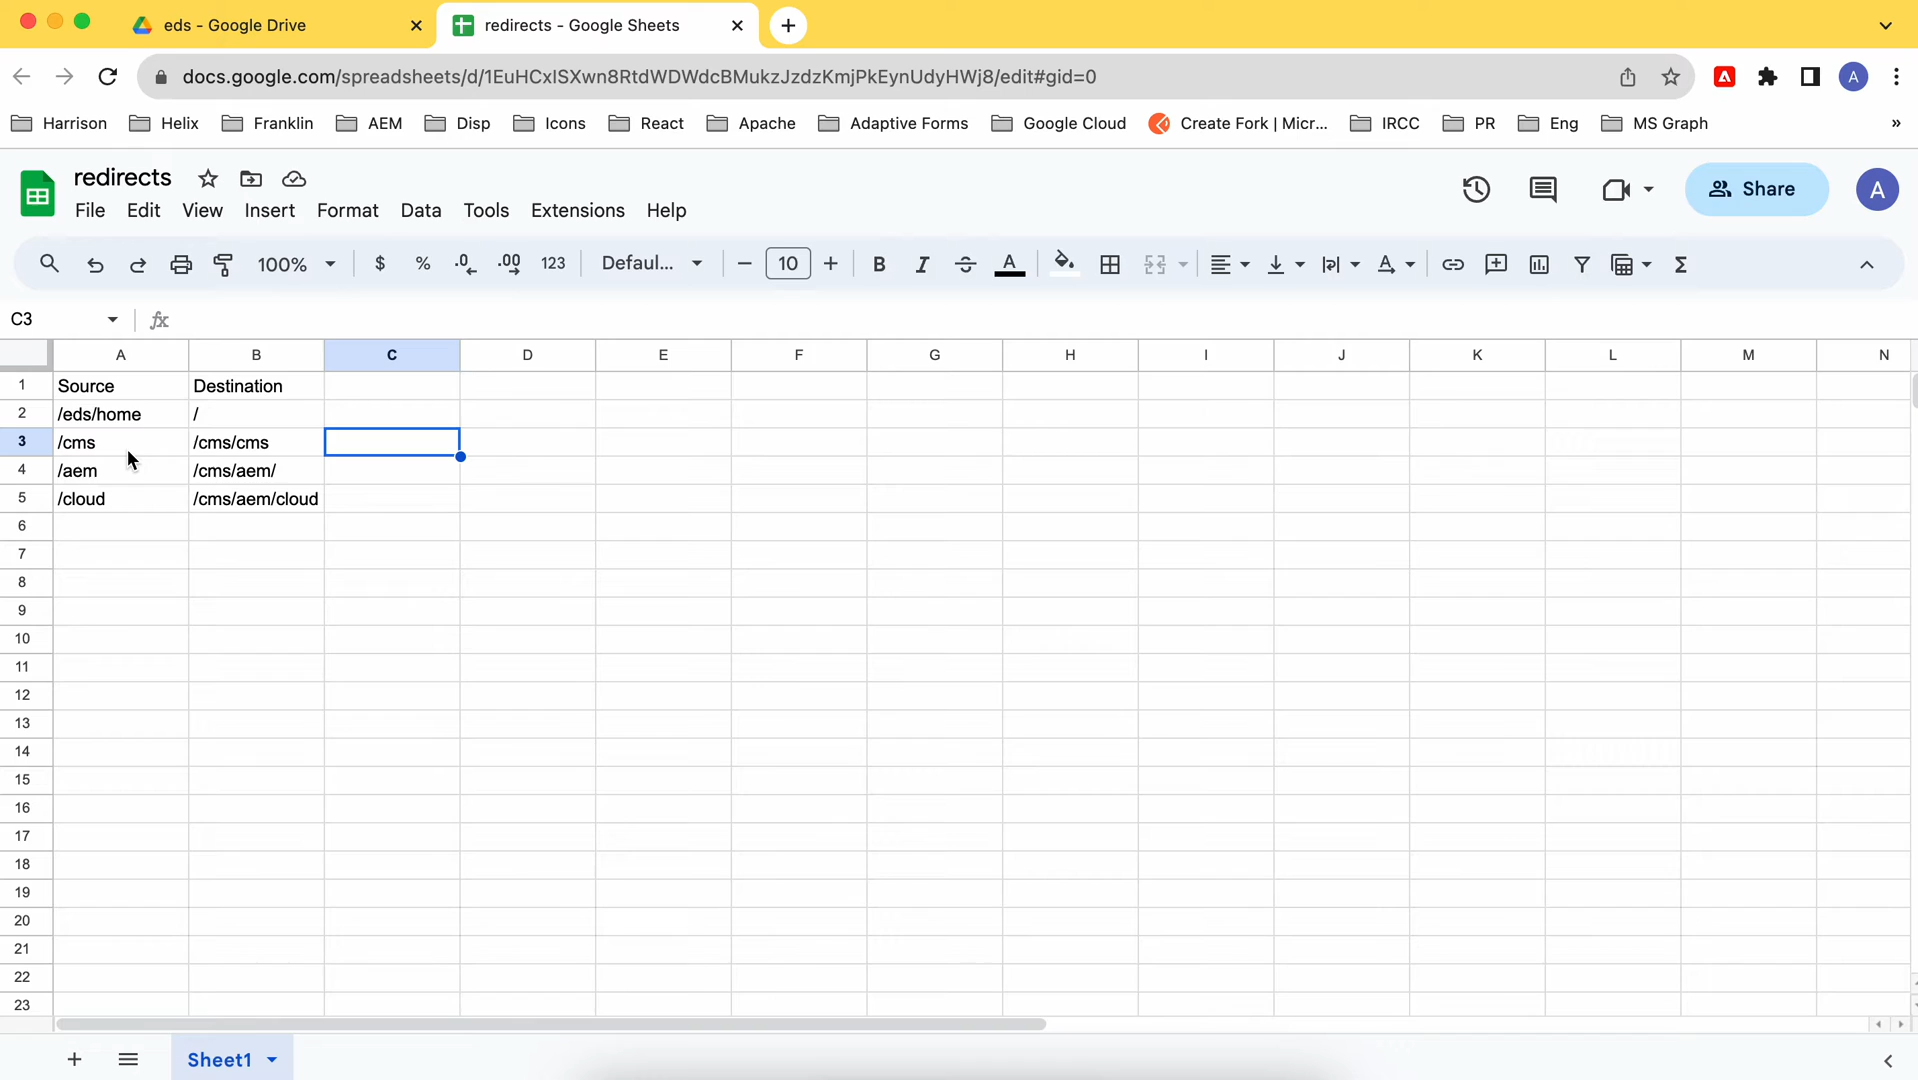 eds - Google Drive
redirects - Google Sheets
docs.google.com/spreadsheets/d/1EuHCxISXwn8RtdWDWdcBMukzJzdzKmjPkEynUdyHWj8/edit#gid=0
A
Harrison Helix Franklin AEM Disp Icons React Apache Adaptive Forms Google Cloud Create Fork | Micr... IRCC PR Eng MS Graph »
redirects
File Edit View Insert Format Data Tools Extensions Help
Share
A
100% $ % .0 .00 123 Defaul... 10 B I S A Σ
C3
fx
A B C D E F G H I J K L M N
1 Source Destination
2 /eds/home /
3 /cms /cms/cms
4 /aem /cms/aem/
5 /cloud /cms/aem/cloud
6
7
8
9
10
11
12
13
14
15
16
17
18
19
20
21
22
23
Sheet1